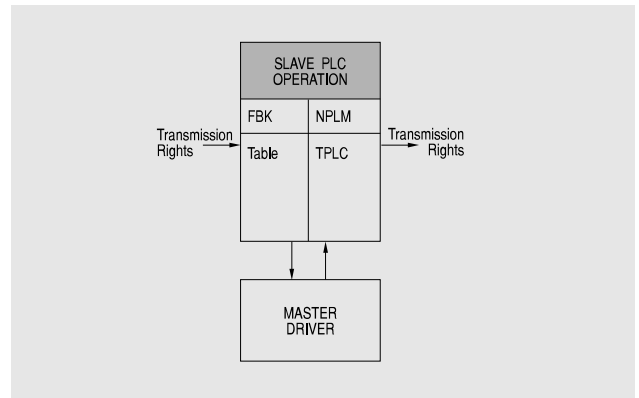 SLAVE PLC
OPERATION
FBK NPLM
Transmission
Rights
Table TPLC
Transmission
Rights
MASTER
DRIVER